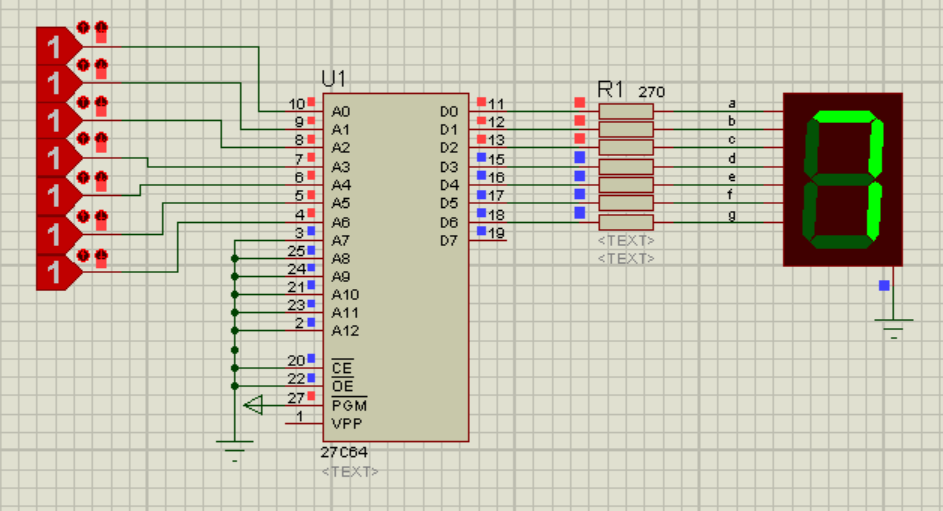 1
1
1
1
1
1
1
U1
27C64
<TEXT>
10 A0
9 A1
8 A2
7 A3
6 A4
5 A5
4 A6
3 A7
25 A8
24 A9
21 A10
23 A11
2 A12
20 CE
22 OE
27 PGM
1 VPP
D0 11
D1 12
D2 13
D3 15
D4 16
D5 17
D6 18
D7 19
R1 270
<TEXT>
<TEXT>
a
b
c
d
e
f
g
7